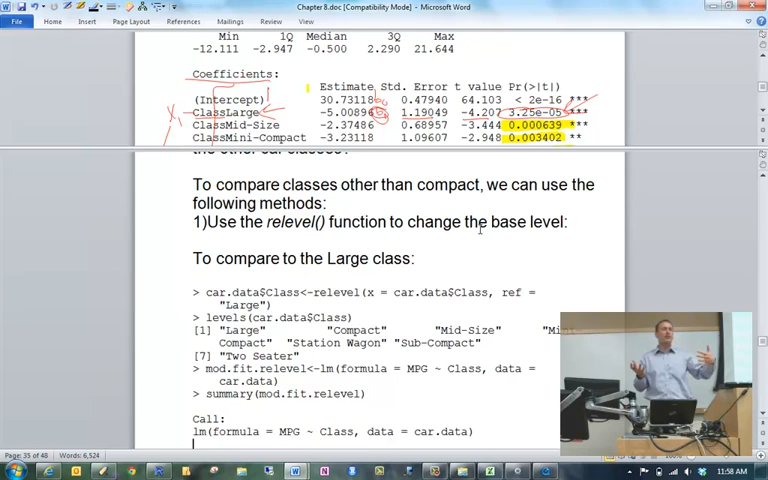 Chapter 8.doc [Compatibility Mode] - Microsoft Word
File Home Insert Page Layout References Mailings Review View
Min 1Q Median 3Q Max
-12.111 -2.947 -0.500 2.290 21.644
Coefficients:
Estimate Std. Error t value Pr(>|t|)
(Intercept) 30.73118 0.47940 64.103 < 2e-16 ***
X1 ClassLarge -5.00896 1.19049 -4.207 3.25e-05 ***
ClassMid-Size -2.37486 0.68957 -3.444 0.000639 ***
ClassMini-Compact -3.23118 1.09607 -2.948 0.003402 **
the other car classes?
To compare classes other than compact, we can use the
following methods:
1)Use the relevel() function to change the base level:
To compare to the Large class:
> car.data$Class<-relevel(x = car.data$Class, ref =
"Large")
> levels(car.data$Class)
[1] "Large" "Compact" "Mid-Size"
Compact" "Station Wagon" "Sub-Compact"
[7] "Two Seater"
> mod.fit.relevel<-lm(formula = MPG ~ Class, data =
car.data)
> summary(mod.fit.relevel)
Call:
lm(formula = MPG ~ Class, data = car.data)
Page: 35 of 48 Words: 6,524
11:58 AM